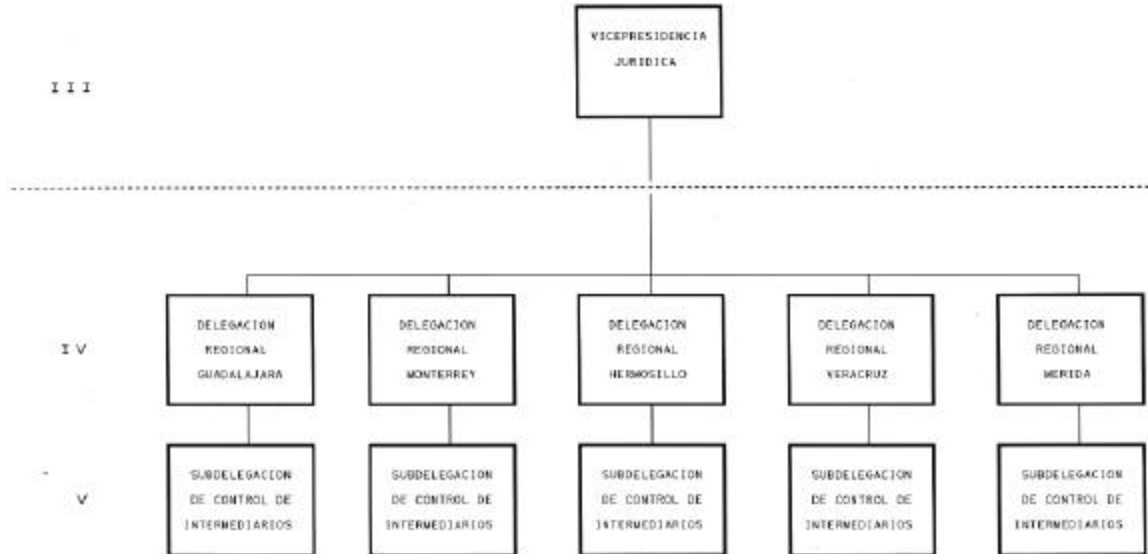 VICEPRESIDENCIA
JURIDICA
I I I
I V
DELEGACION
REGIONAL
GUADALAJARA
DELEGACION
REGIONAL
MONTERREY
DELEGACION
REGIONAL
HERMOSILLO
DELEGACION
REGIONAL
VERACRUZ
DELEGACION
REGIONAL
MERIDA
V
SUBDELEGACION
DE CONTROL DE
INTERMEDIARIOS
SUBDELEGACION
DE CONTROL DE
INTERMEDIARIOS
SUBDELEGACION
DE CONTROL DE
INTERMEDIARIOS
SUBDELEGACION
DE CONTROL DE
INTERMEDIARIOS
SUBDELEGACION
DE CONTROL DE
INTERMEDIARIOS